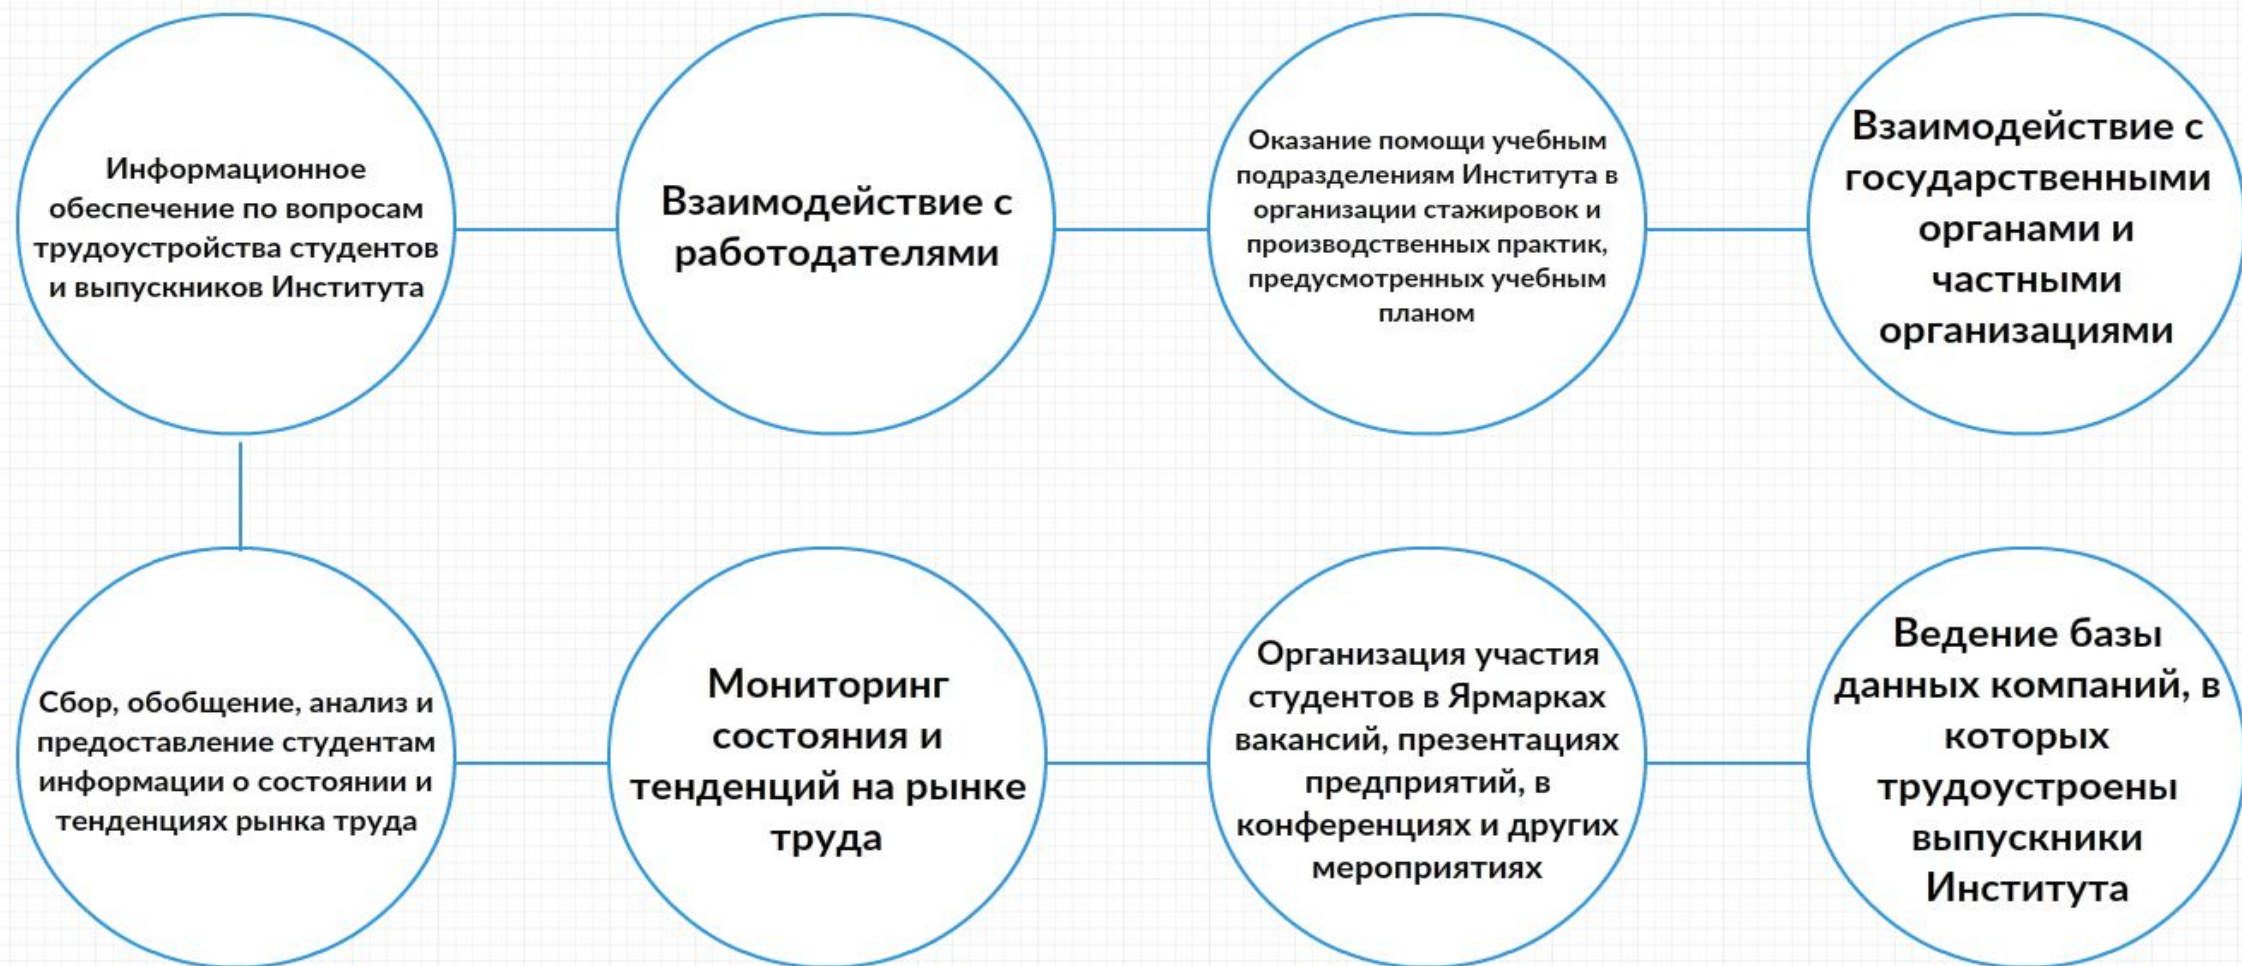 Информационное
обеспечение по вопросам
трудоустройства студентов
и выпускников Института
Взаимодействие с
работодателями
Оказание помощи учебным
подразделениям Института в
организации стажировок и
производственных практик,
предусмотренных учебным
планом
Взаимодействие с
государственными
органами и
частными
организациями
Сбор, обобщение, анализ и
предоставление студентам
информации о состоянии и
тенденциях рынка труда
Мониторинг
состояния и
тенденций на рынке
труда
Организация участия
студентов в Ярмарках
вакансий, презентациях
предприятий, в
конференциях и других
мероприятиях
Ведение базы
данных компаний, в
которых
трудоустроены
выпускники
Института